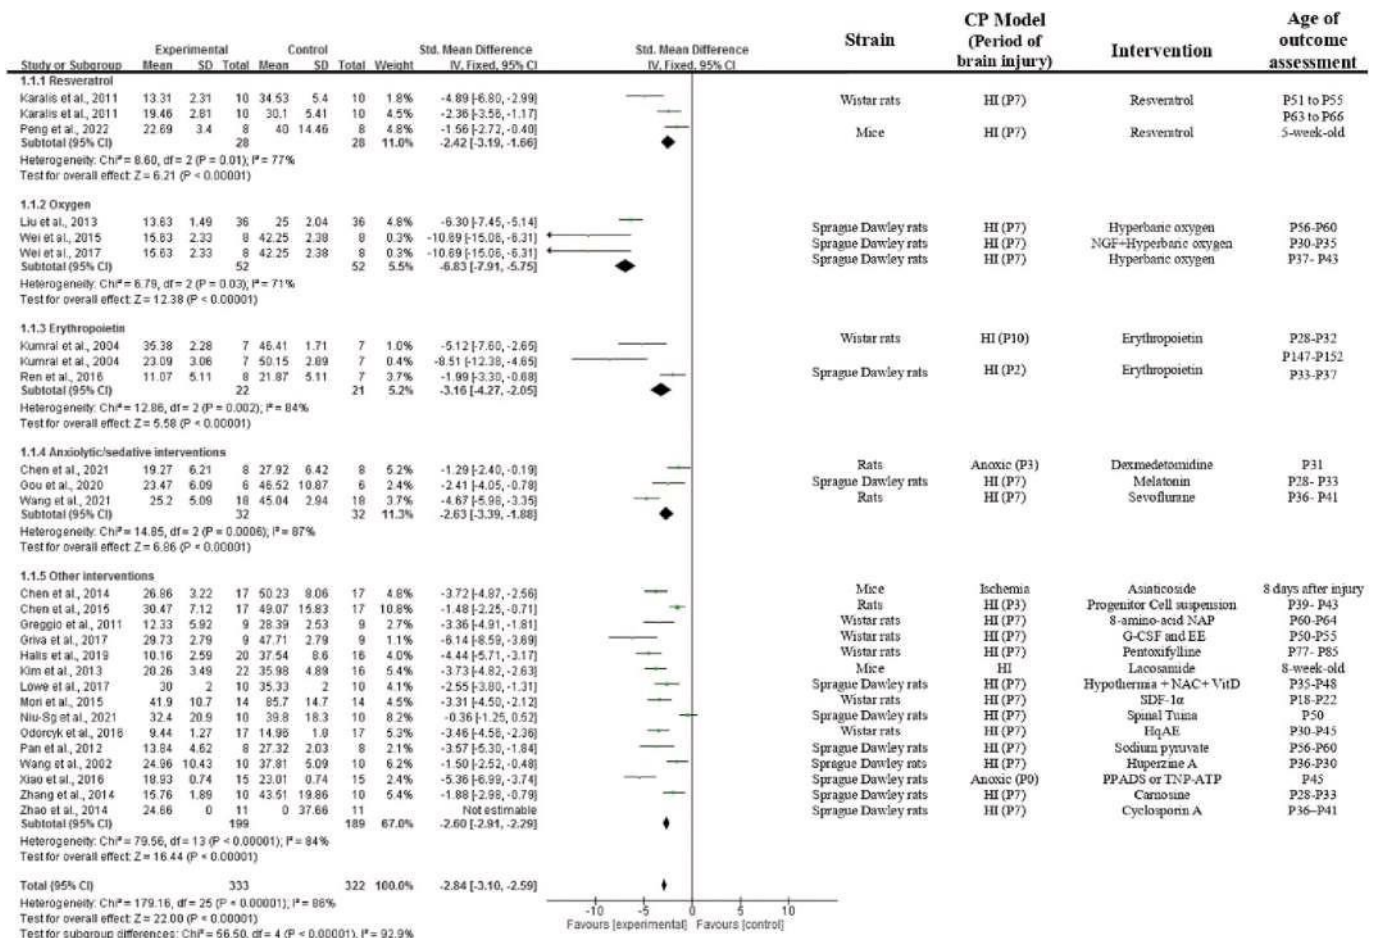 CP Model Age of
Experimental Control Std. Mean Difference Std. Mean Difference Strain (Period of Intervention outcome
Study or Subgroup Mean SD Total Mean SD Total Weight IV, Fixed, 95% CI IV, Fixed, 95% CI brain injury) assessment
1.1.1 Resveratrol
Karalis et al., 2011 13.31 2.31 10 34.53 5.4 10 1.8% -4.89 [-6.80, -2.99] Wistar rats HI (P7) Resveratrol P51 to P55
Karalis et al., 2011 19.46 2.81 10 30.1 5.41 10 4.5% -2.36 [-3.56, -1.17] P63 to P66
Peng et al., 2022 22.69 3.4 8 40 14.46 8 4.8% -1.56 [-2.72, -0.40] Mice HI (P7) Resveratrol 5-week-old
Subtotal (95% CI) 28 28 11.0% -2.42 [-3.19, -1.66]
Heterogeneity: Chi² = 8.60, df = 2 (P = 0.01); I² = 77%
Test for overall effect: Z = 6.21 (P < 0.00001)
1.1.2 Oxygen
Liu et al., 2013 13.63 1.49 36 25 2.04 36 4.8% -6.30 [-7.45, -5.14] Sprague Dawley rats HI (P7) Hyperbaric oxygen P56-P60
Wei et al., 2015 15.63 2.33 8 42.25 2.38 8 0.3% -10.69 [-15.06, -6.31] Sprague Dawley rats HI (P7) NGF+Hyperbaric oxygen P30-P35
Wei et al., 2017 15.63 2.33 8 42.25 2.38 8 0.3% -10.69 [-15.06, -6.31] Sprague Dawley rats HI (P7) Hyperbaric oxygen P37- P43
Subtotal (95% CI) 52 52 5.5% -6.83 [-7.91, -5.75]
Heterogeneity: Chi² = 6.79, df = 2 (P = 0.03); I² = 71%
Test for overall effect: Z = 12.38 (P < 0.00001)
1.1.3 Erythropoietin
Kumral et al., 2004 35.38 2.28 7 46.41 1.71 7 1.0% -5.12 [-7.60, -2.65] Wistar rats HI (P10) Erythropoietin P28-P32
Kumral et al., 2004 23.09 3.06 7 50.15 2.89 7 0.4% -8.51 [-12.38, -4.65] P147-P152
Ren et al., 2016 11.07 5.11 8 21.87 5.11 7 3.7% -1.99 [-3.30, -0.68] Sprague Dawley rats HI (P2) Erythropoietin P33-P37
Subtotal (95% CI) 22 21 5.2% -3.16 [-4.27, -2.05]
Heterogeneity: Chi² = 12.86, df = 2 (P = 0.002); I² = 84%
Test for overall effect: Z = 5.58 (P < 0.00001)
1.1.4 Anxiolytic/sedative interventions
Chen et al., 2021 19.27 6.21 8 27.92 6.42 8 5.2% -1.29 [-2.40, -0.19] Rats Anoxic (P3) Dexmedetomidine P31
Gou et al., 2020 23.47 6.09 6 46.52 10.87 6 2.4% -2.41 [-4.05, -0.78] Sprague Dawley rats HI (P7) Melatonin P28- P33
Wang et al., 2021 25.2 5.09 18 45.04 2.94 18 3.7% -4.67 [-5.98, -3.35] Rats HI (P7) Sevoflurane P36- P41
Subtotal (95% CI) 32 32 11.3% -2.63 [-3.39, -1.88]
Heterogeneity: Chi² = 14.85, df = 2 (P = 0.0006); I² = 87%
Test for overall effect: Z = 6.86 (P < 0.00001)
1.1.5 Other interventions
Chen et al., 2014 26.86 3.22 17 50.23 8.06 17 4.8% -3.72 [-4.87, -2.56] Mice Ischemia Asiaticoside 8 days after injury
Chen et al., 2015 30.47 7.12 17 49.07 15.83 17 10.8% -1.48 [-2.25, -0.71] Rats HI (P3) Progenitor Cell suspension P39- P43
Greggio et al., 2011 12.33 5.92 9 28.39 2.53 9 2.7% -3.36 [-4.91, -1.81] Wistar rats HI (P7) 8-amino-acid NAP P60-P64
Griva et al., 2017 29.73 2.79 9 47.71 2.79 9 1.1% -6.14 [-8.59, -3.69] Wistar rats HI (P7) G-CSF and EE P50-P55
Halis et al., 2019 10.16 2.59 20 37.54 8.6 16 4.0% -4.44 [-5.71, -3.17] Wistar rats HI (P7) Pentoxifylline P77- P85
Kim et al., 2013 20.26 3.49 22 35.98 4.89 16 5.4% -3.73 [-4.82, -2.63] Mice HI Lacosamide 8-week-old
Lowe et al., 2017 30 2 10 35.33 2 10 4.1% -2.55 [-3.80, -1.31] Sprague Dawley rats HI (P7) Hypothermia + NAC+ VitD P35-P48
Mori et al., 2015 41.9 10.7 14 85.7 14.7 14 4.5% -3.31 [-4.50, -2.12] Wistar rats HI (P7) SDF-1α P18-P22
Niu-Sg et al., 2021 32.4 20.9 10 39.8 18.3 10 8.2% -0.36 [-1.25, 0.52] Sprague Dawley rats HI (P7) Spinal Tuina P50
Odorcyk et al., 2016 9.44 1.27 17 14.96 1.8 17 5.3% -3.46 [-4.56, -2.36] Wistar rats HI (P7) HqAE P30-P45
Pan et al., 2012 13.84 4.62 8 27.32 2.03 8 2.1% -3.57 [-5.30, -1.84] Sprague Dawley rats HI (P7) Sodium pyruvate P56-P60
Wang et al., 2002 24.96 10.43 10 37.81 5.09 10 6.2% -1.50 [-2.52, -0.48] Sprague Dawley rats HI (P7) Huperzine A P36-P30
Xiao et al., 2016 18.93 0.74 15 23.01 0.74 15 2.4% -5.36 [-6.99, -3.74] Sprague Dawley rats Anoxic (P0) PPADS or TNP-ATP P45
Zhang et al., 2014 15.76 1.89 10 43.51 19.86 10 5.4% -1.88 [-2.98, -0.79] Sprague Dawley rats HI (P7) Carnosine P28-P33
Zhao et al., 2014 24.66 0 11 0 37.66 11 Not estimable Sprague Dawley rats HI (P7) Cyclosporin A P36–P41
Subtotal (95% CI) 199 189 67.0% -2.60 [-2.91, -2.29]
Heterogeneity: Chi² = 79.56, df = 13 (P < 0.00001); I² = 84%
Test for overall effect: Z = 16.44 (P < 0.00001)
Total (95% CI) 333 322 100.0% -2.84 [-3.10, -2.59]
Heterogeneity: Chi² = 179.16, df = 25 (P < 0.00001); I² = 86%
Test for overall effect: Z = 22.00 (P < 0.00001)
Test for subgroup differences: Chi² = 56.50, df = 4 (P < 0.00001), I² = 92.9%
-10 -5 0 5 10
Favours [experimental] Favours [control]